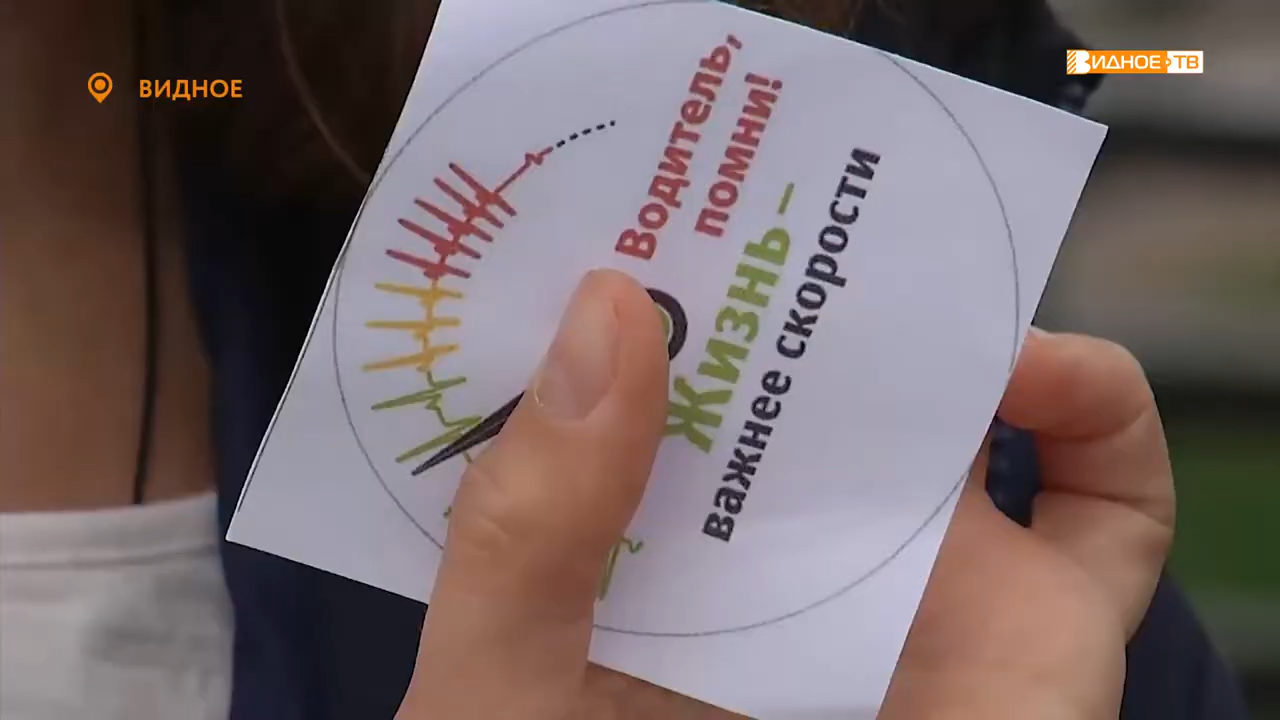 ВИДНОЕ
ВИДНОЕ ТВ
Водитель,
помни!
Жизнь –
важнее скорости